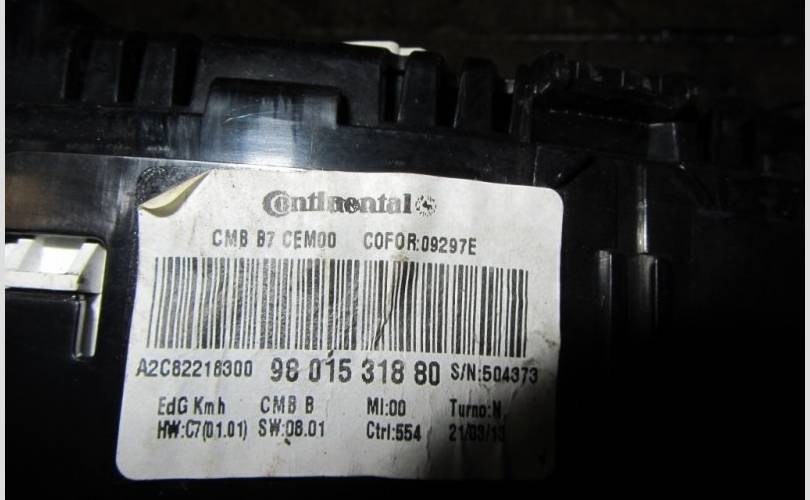 Continental
CMB B7 CEM00 COFOR:09297E
A2C82218300 98 015 318 80 S/N:504373
EdG Kmh CMB B MI:00 Turno:N
HW:C7(01.01) SW:08.01 Ctrl:554 21/03/13